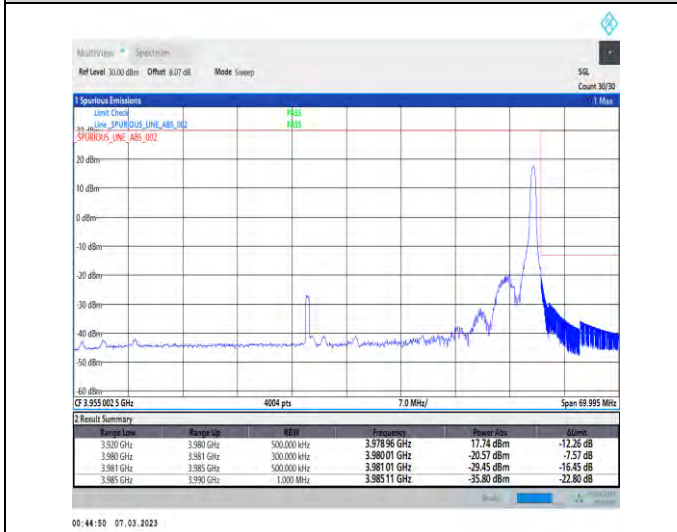 MultiView Spectrum
Ref Level 30.00 dBm Offset 8.07 dB Mode Sweep SGL
Count 30/30
1 Spurious Emissions 1 Max
Limit Check PASS
Line _SPURIOUS_LINE_ABS_002 PASS
_SPURIOUS_LINE_ABS_002
20 dBm
10 dBm
0 dBm
-10 dBm
-20 dBm
-30 dBm
-40 dBm
-50 dBm
-60 dBm
CF 3.955 002 5 GHz 4004 pts 7.0 MHz/ Span 69.995 MHz
2 Result Summary
Range Low Range Up RBW Frequency Power Abs ΔLimit
3.920 GHz 3.980 GHz 500.000 kHz 3.978 96 GHz 17.74 dBm -12.26 dB
3.980 GHz 3.981 GHz 300.000 kHz 3.980 01 GHz -20.57 dBm -7.57 dB
3.981 GHz 3.985 GHz 500.000 kHz 3.981 01 GHz -29.45 dBm -16.45 dB
3.985 GHz 3.990 GHz 1.000 MHz 3.985 11 GHz -35.80 dBm -22.80 dB
00:44:50 07.03.2023